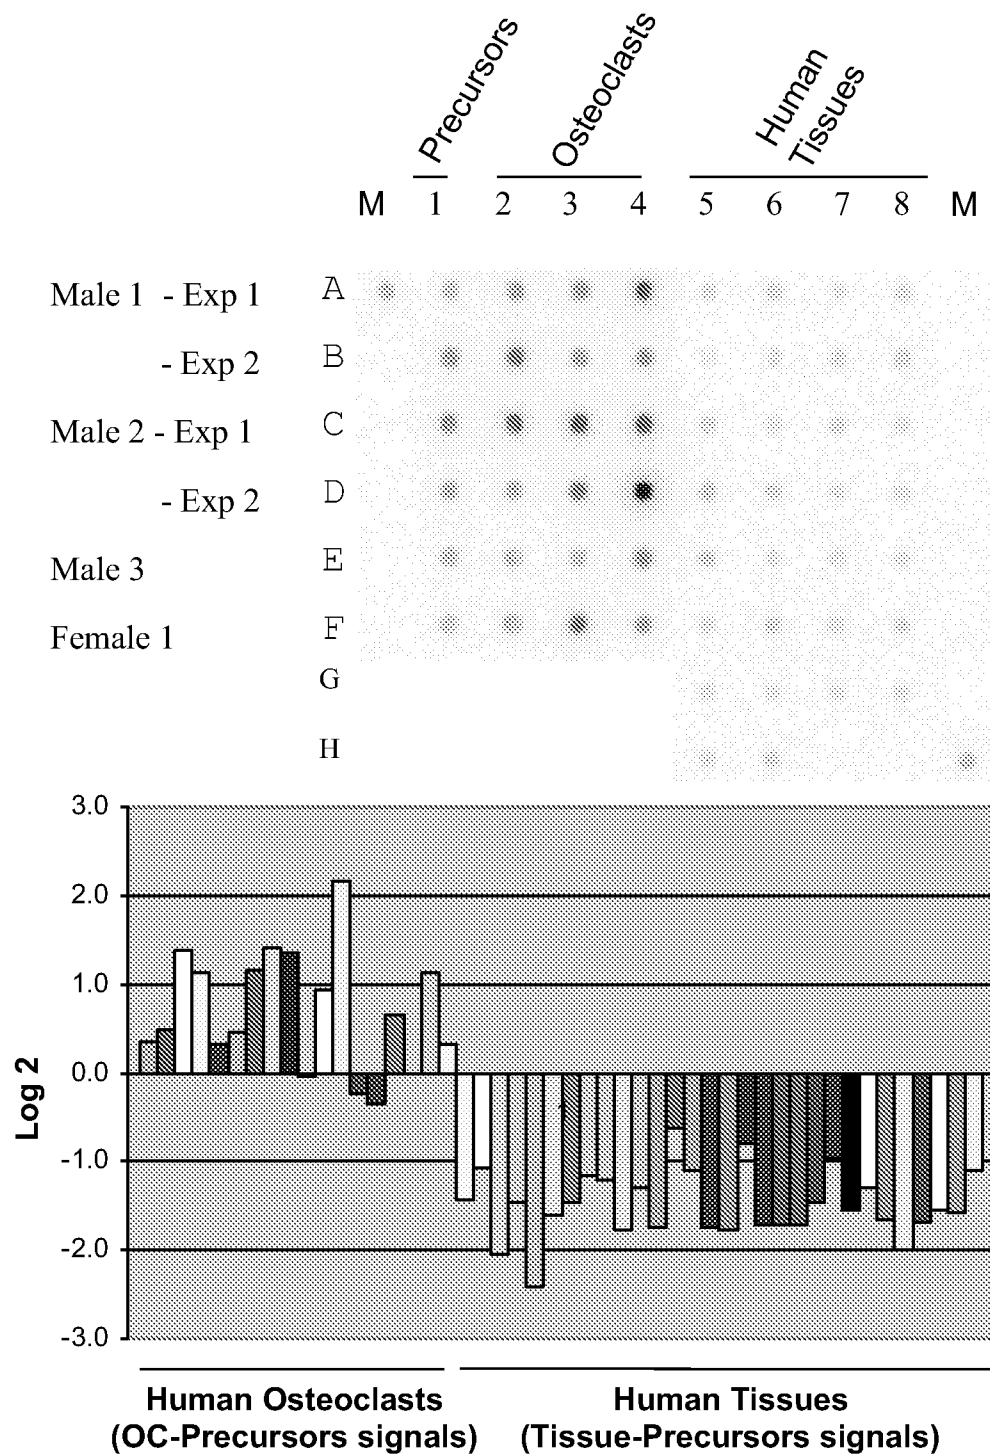 Precursors
Osteoclasts
Human
Tissues
M 1 2 3 4 5 6 7 8 M
Male 1 - Exp 1 A
- Exp 2 B
Male 2 - Exp 1 C
- Exp 2 D
Male 3 E
Female 1 F
G
H
3.0
2.0
1.0
0.0
-1.0
-2.0
-3.0
Log 2
Human Osteoclasts
(OC-Precursors signals)
Human Tissues
(Tissue-Precursors signals)